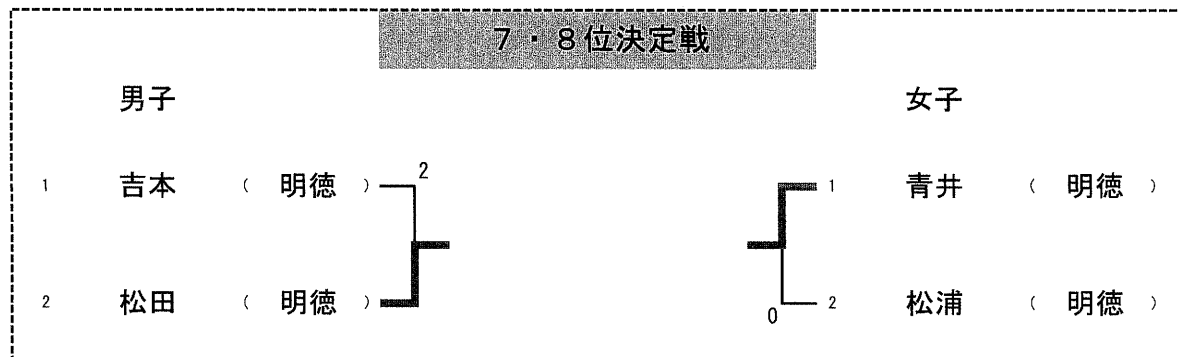 7・8位決定戦
男子 女子
2
1 吉本 ( 明徳 ) 1 青井 ( 明徳 )
2 松田 ( 明徳 ) 2 松浦 ( 明徳 )
0